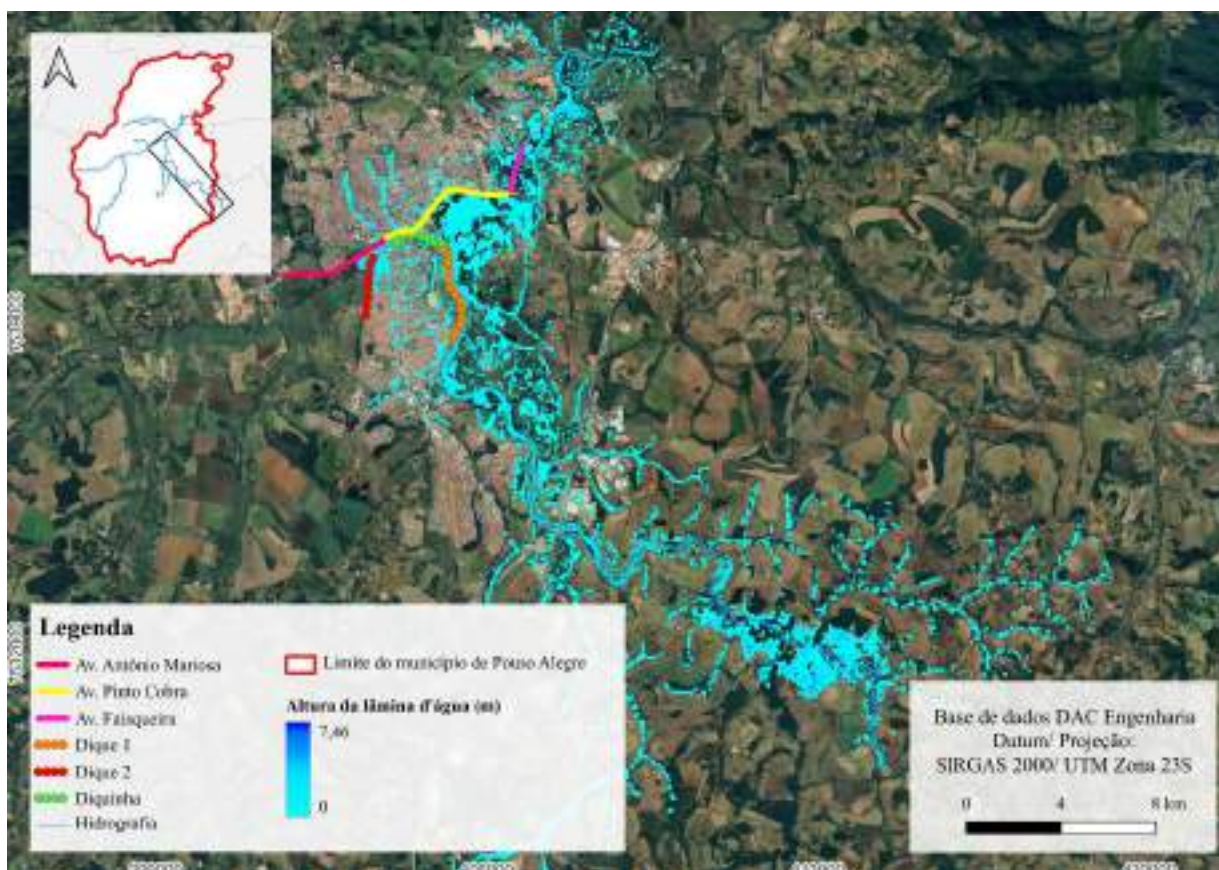 Legenda
Av. Antônio Mariosa
Av. Pinto Cobra
Av. Faisqueira
Dique 1
Dique 2
Diquinha
Hidrografia
Limite do município de Pouso Alegre
Altura da lâmina d'água (m)
7,46
0
Base de dados DAC Engenharia
Datum/ Projeção:
SIRGAS 2000/ UTM Zona 23S
0 4 8 km